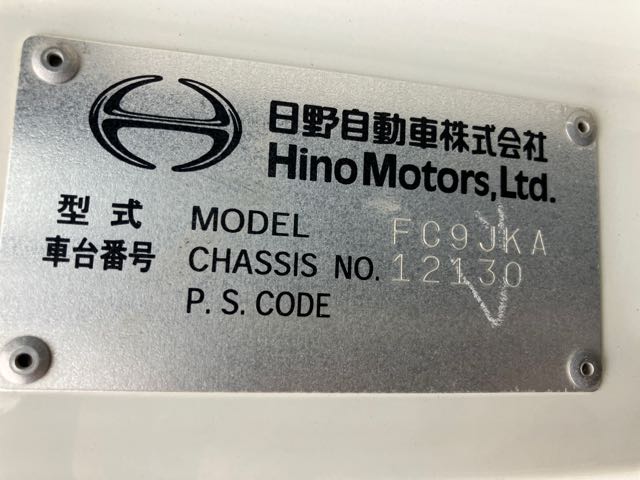 日野自動車株式会社
Hino Motors, Ltd.
型式 MODEL FC9JKA
車台番号 CHASSIS NO. 12130
P. S. CODE